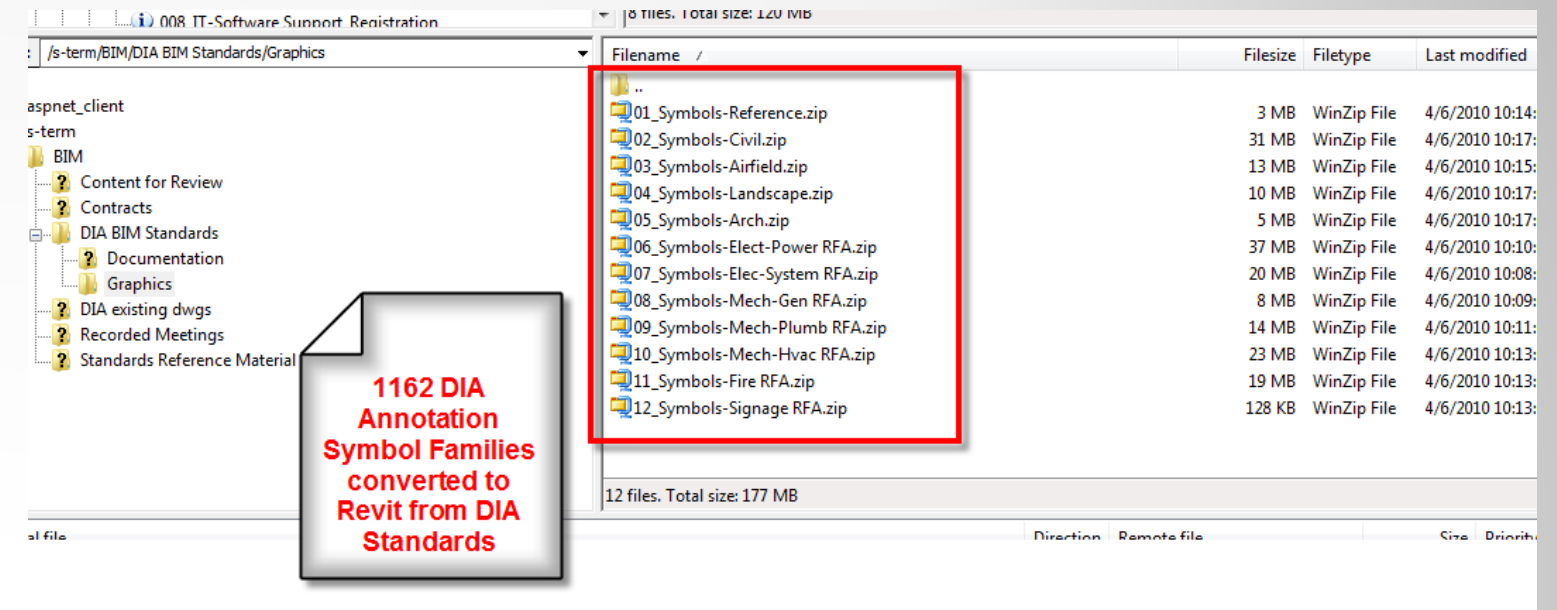 008_IT-Software Support Registration
8 files. Total size: 120 MB
: /s-term/BIM/DIA BIM Standards/Graphics
Filename / Filesize Filetype Last modified
..
aspnet_client
s-term
BIM
Content for Review
Contracts
DIA BIM Standards
Documentation
Graphics
DIA existing dwgs
Recorded Meetings
Standards Reference Material
01_Symbols-Reference.zip 3 MB WinZip File 4/6/2010 10:14:
02_Symbols-Civil.zip 31 MB WinZip File 4/6/2010 10:17:
03_Symbols-Airfield.zip 13 MB WinZip File 4/6/2010 10:15:
04_Symbols-Landscape.zip 10 MB WinZip File 4/6/2010 10:17:
05_Symbols-Arch.zip 5 MB WinZip File 4/6/2010 10:17:
06_Symbols-Elect-Power RFA.zip 37 MB WinZip File 4/6/2010 10:10:
07_Symbols-Elec-System RFA.zip 20 MB WinZip File 4/6/2010 10:08:
08_Symbols-Mech-Gen RFA.zip 8 MB WinZip File 4/6/2010 10:09:
09_Symbols-Mech-Plumb RFA.zip 14 MB WinZip File 4/6/2010 10:11:
10_Symbols-Mech-Hvac RFA.zip 23 MB WinZip File 4/6/2010 10:13:
11_Symbols-Fire RFA.zip 19 MB WinZip File 4/6/2010 10:13:
12_Symbols-Signage RFA.zip 128 KB WinZip File 4/6/2010 10:13:
1162 DIA
Annotation
Symbol Families
converted to
Revit from DIA
Standards
12 files. Total size: 177 MB
al file Direction Remote file Size Priority